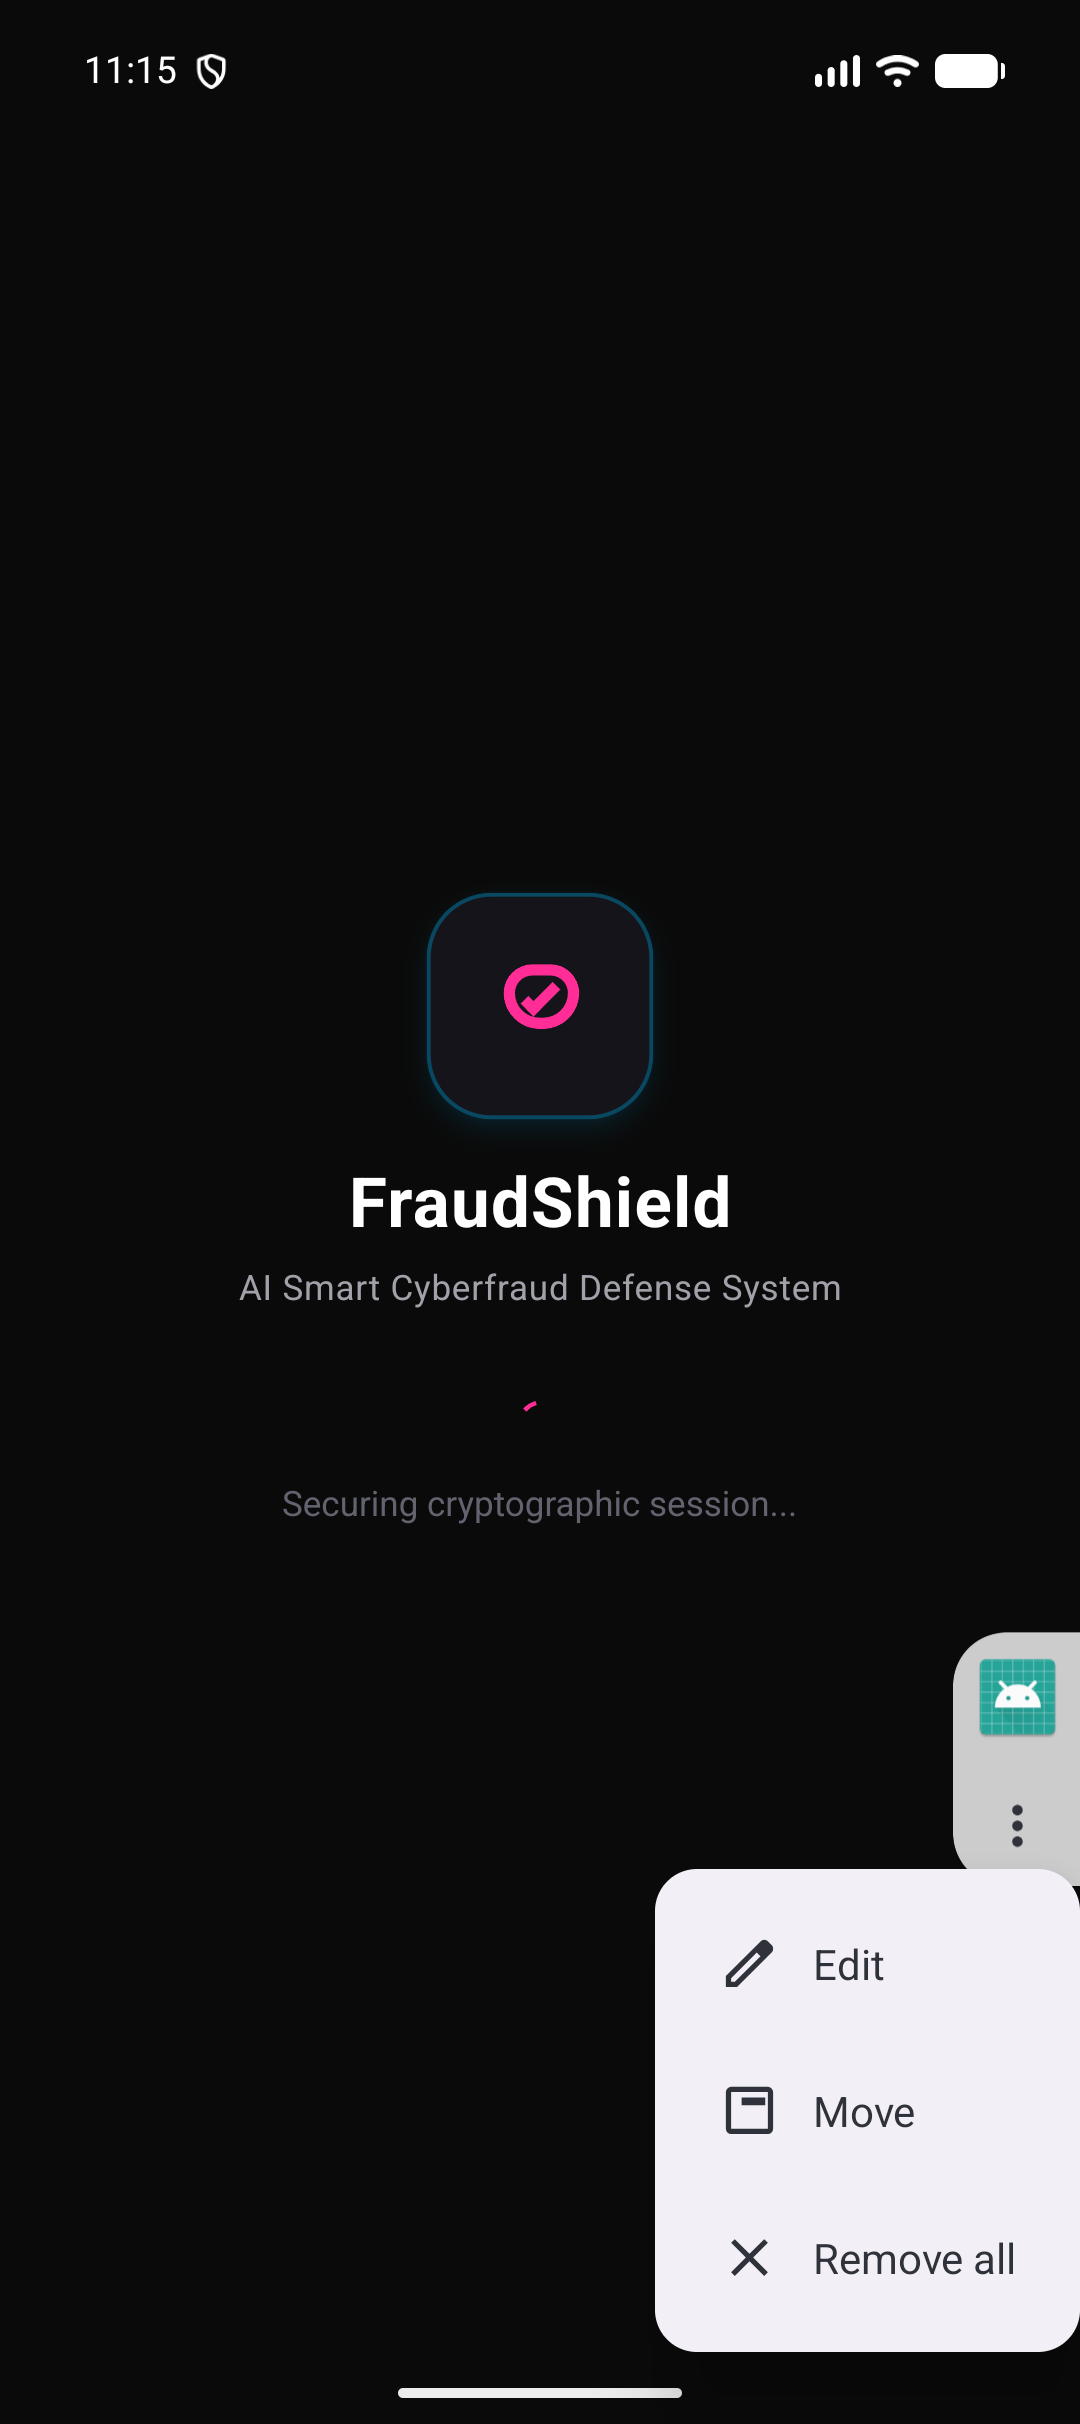 11:15
FraudShield
AI Smart Cyberfraud Defense System
Securing cryptographic session...
Edit
Move
Remove all